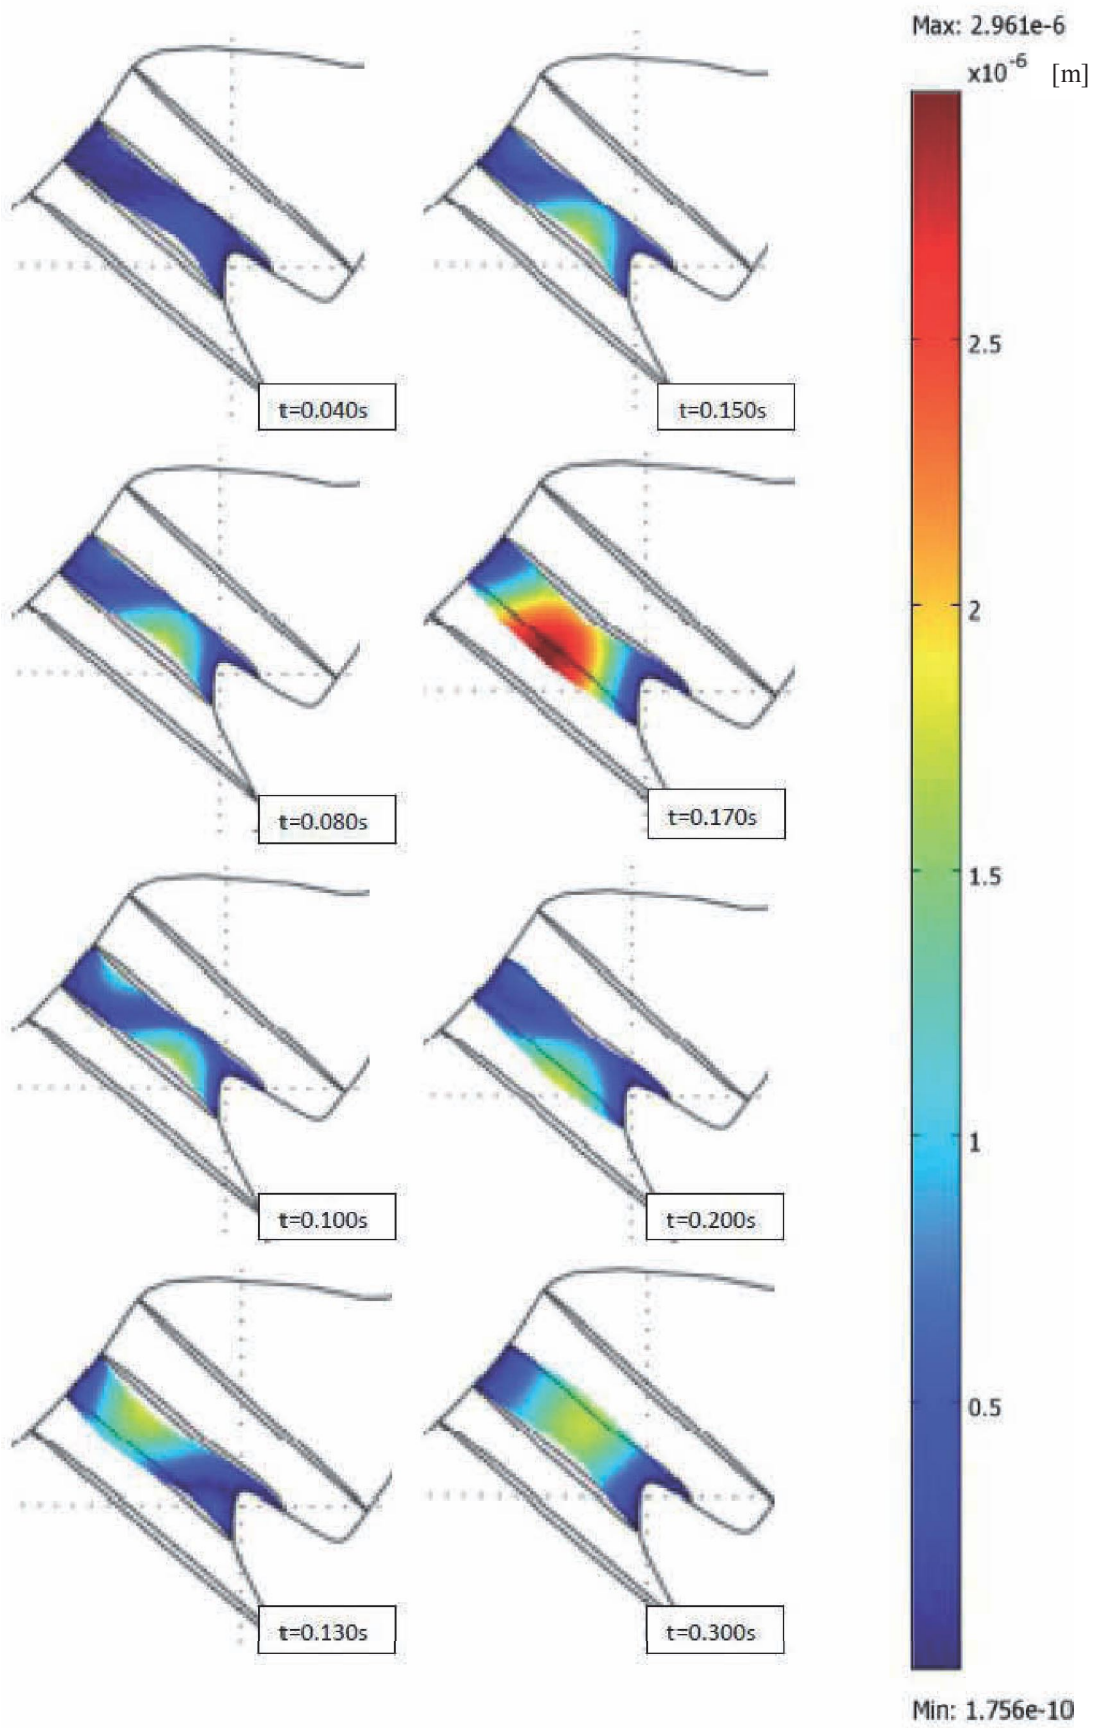 Max: 2.961e-6
x10-6 [m]
2.5
2
1.5
1
0.5
Min: 1.756e-10
t=0.040s
t=0.150s
t=0.080s
t=0.170s
t=0.100s
t=0.200s
t=0.130s
t=0.300s